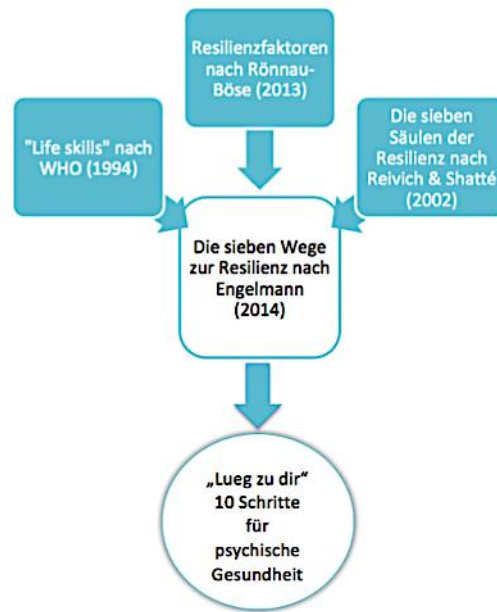 Resilienzfaktoren
nach Rönnau-
Böse (2013)
"Life skills" nach
WHO (1994)
Die sieben
Säulen der
Resilienz nach
Reivich & Shatté
(2002)
Die sieben Wege
zur Resilienz nach
Engelmann
(2014)
„Lueg zu dir“
10 Schritte
für
psychische
Gesundheit